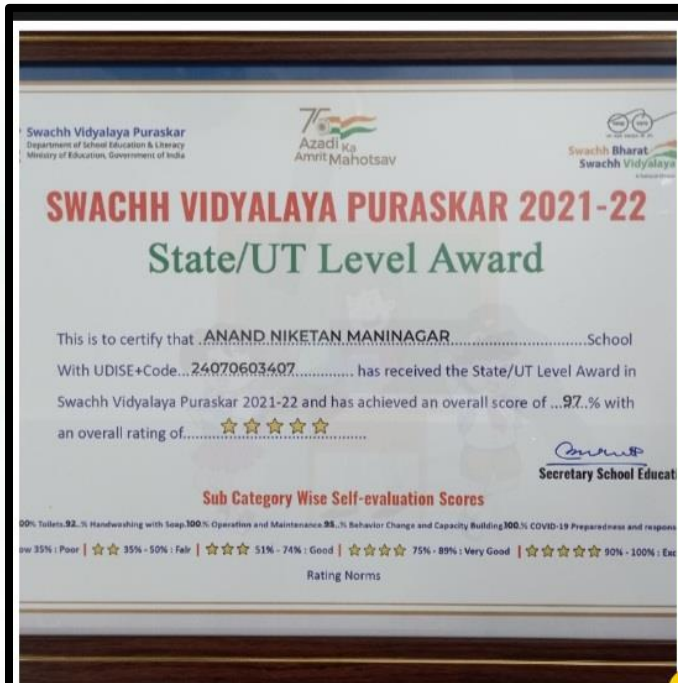 Swachh Vidyalaya Puraskar
Department of School Education & Literacy
Ministry of Education, Government of India
75
Azadi Ka
Amrit Mahotsav
Swachh Bharat
Swachh Vidyalaya
SWACHH VIDYALAYA PURASKAR 2021-22
State/UT Level Award
This is to certify that .ANAND NIKETAN MANINAGAR..............................School
With UDISE+Code...24070603407............. has received the State/UT Level Award in
Swachh Vidyalaya Puraskar 2021-22 and has achieved an overall score of ...97..% with
an overall rating of....................................
Secretary School Educati
Sub Category Wise Self-evaluation Scores
00% Toilets.92..% Handwashing with Soap.100.% Operation and Maintenance.95..% Behavior Change and Capacity Building.100.% COVID-19 Preparedness and respons
ow 35% : Poor | ☆☆ 35% - 50% : Fair | ☆☆☆ 51% - 74% : Good | ☆☆☆☆ 75% - 89% : Very Good | ☆☆☆☆☆ 90% - 100% : Exc
Rating Norms